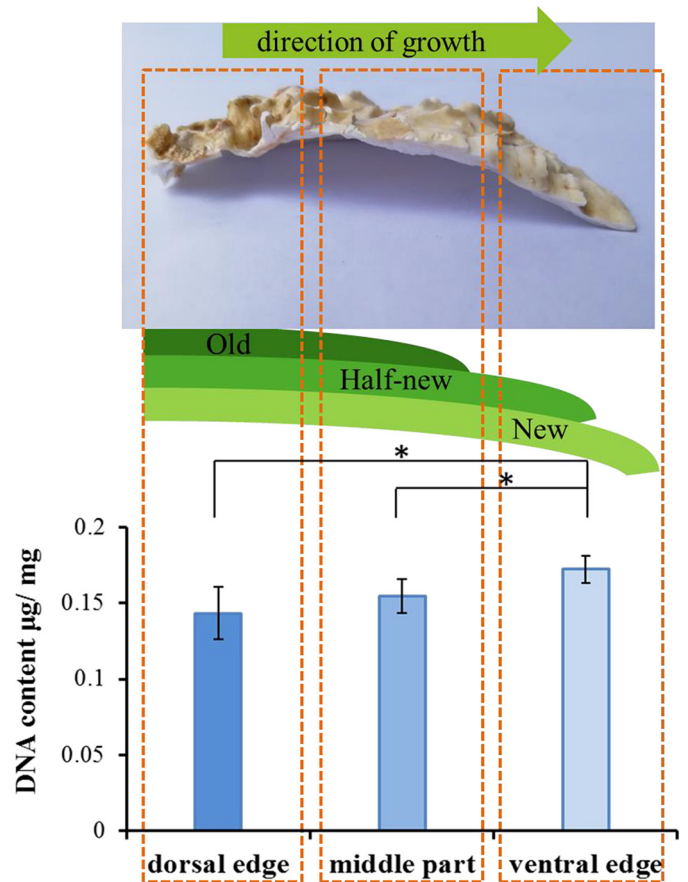 direction of growth
Old
Half-new
New
*
*
DNA content µg/ mg
0.2
0.15
0.1
0.05
0
dorsal edge
middle part
ventral edge